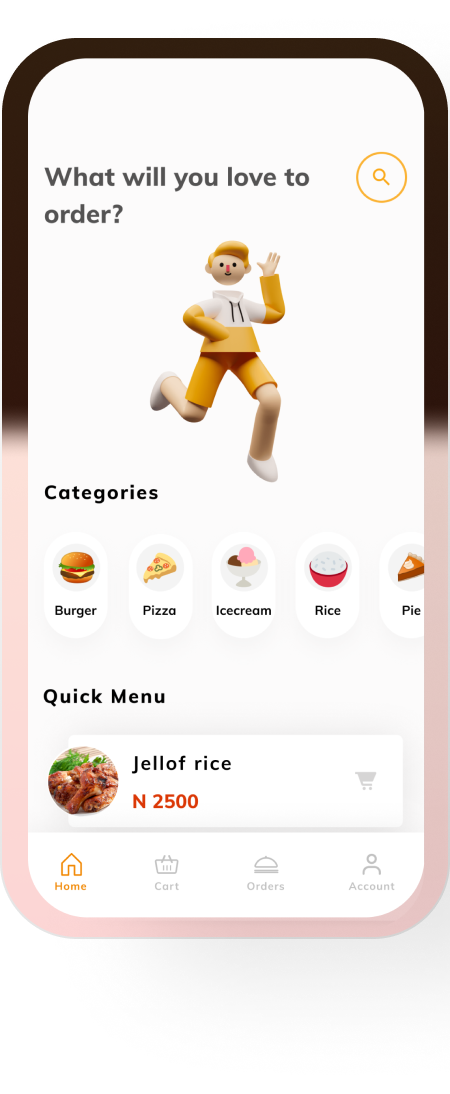 What will you love to
order?
Categories
Burger
Pizza
Icecream
Rice
Pie
Quick Menu
Jellof rice
N 2500
Home
Cart
Orders
Account